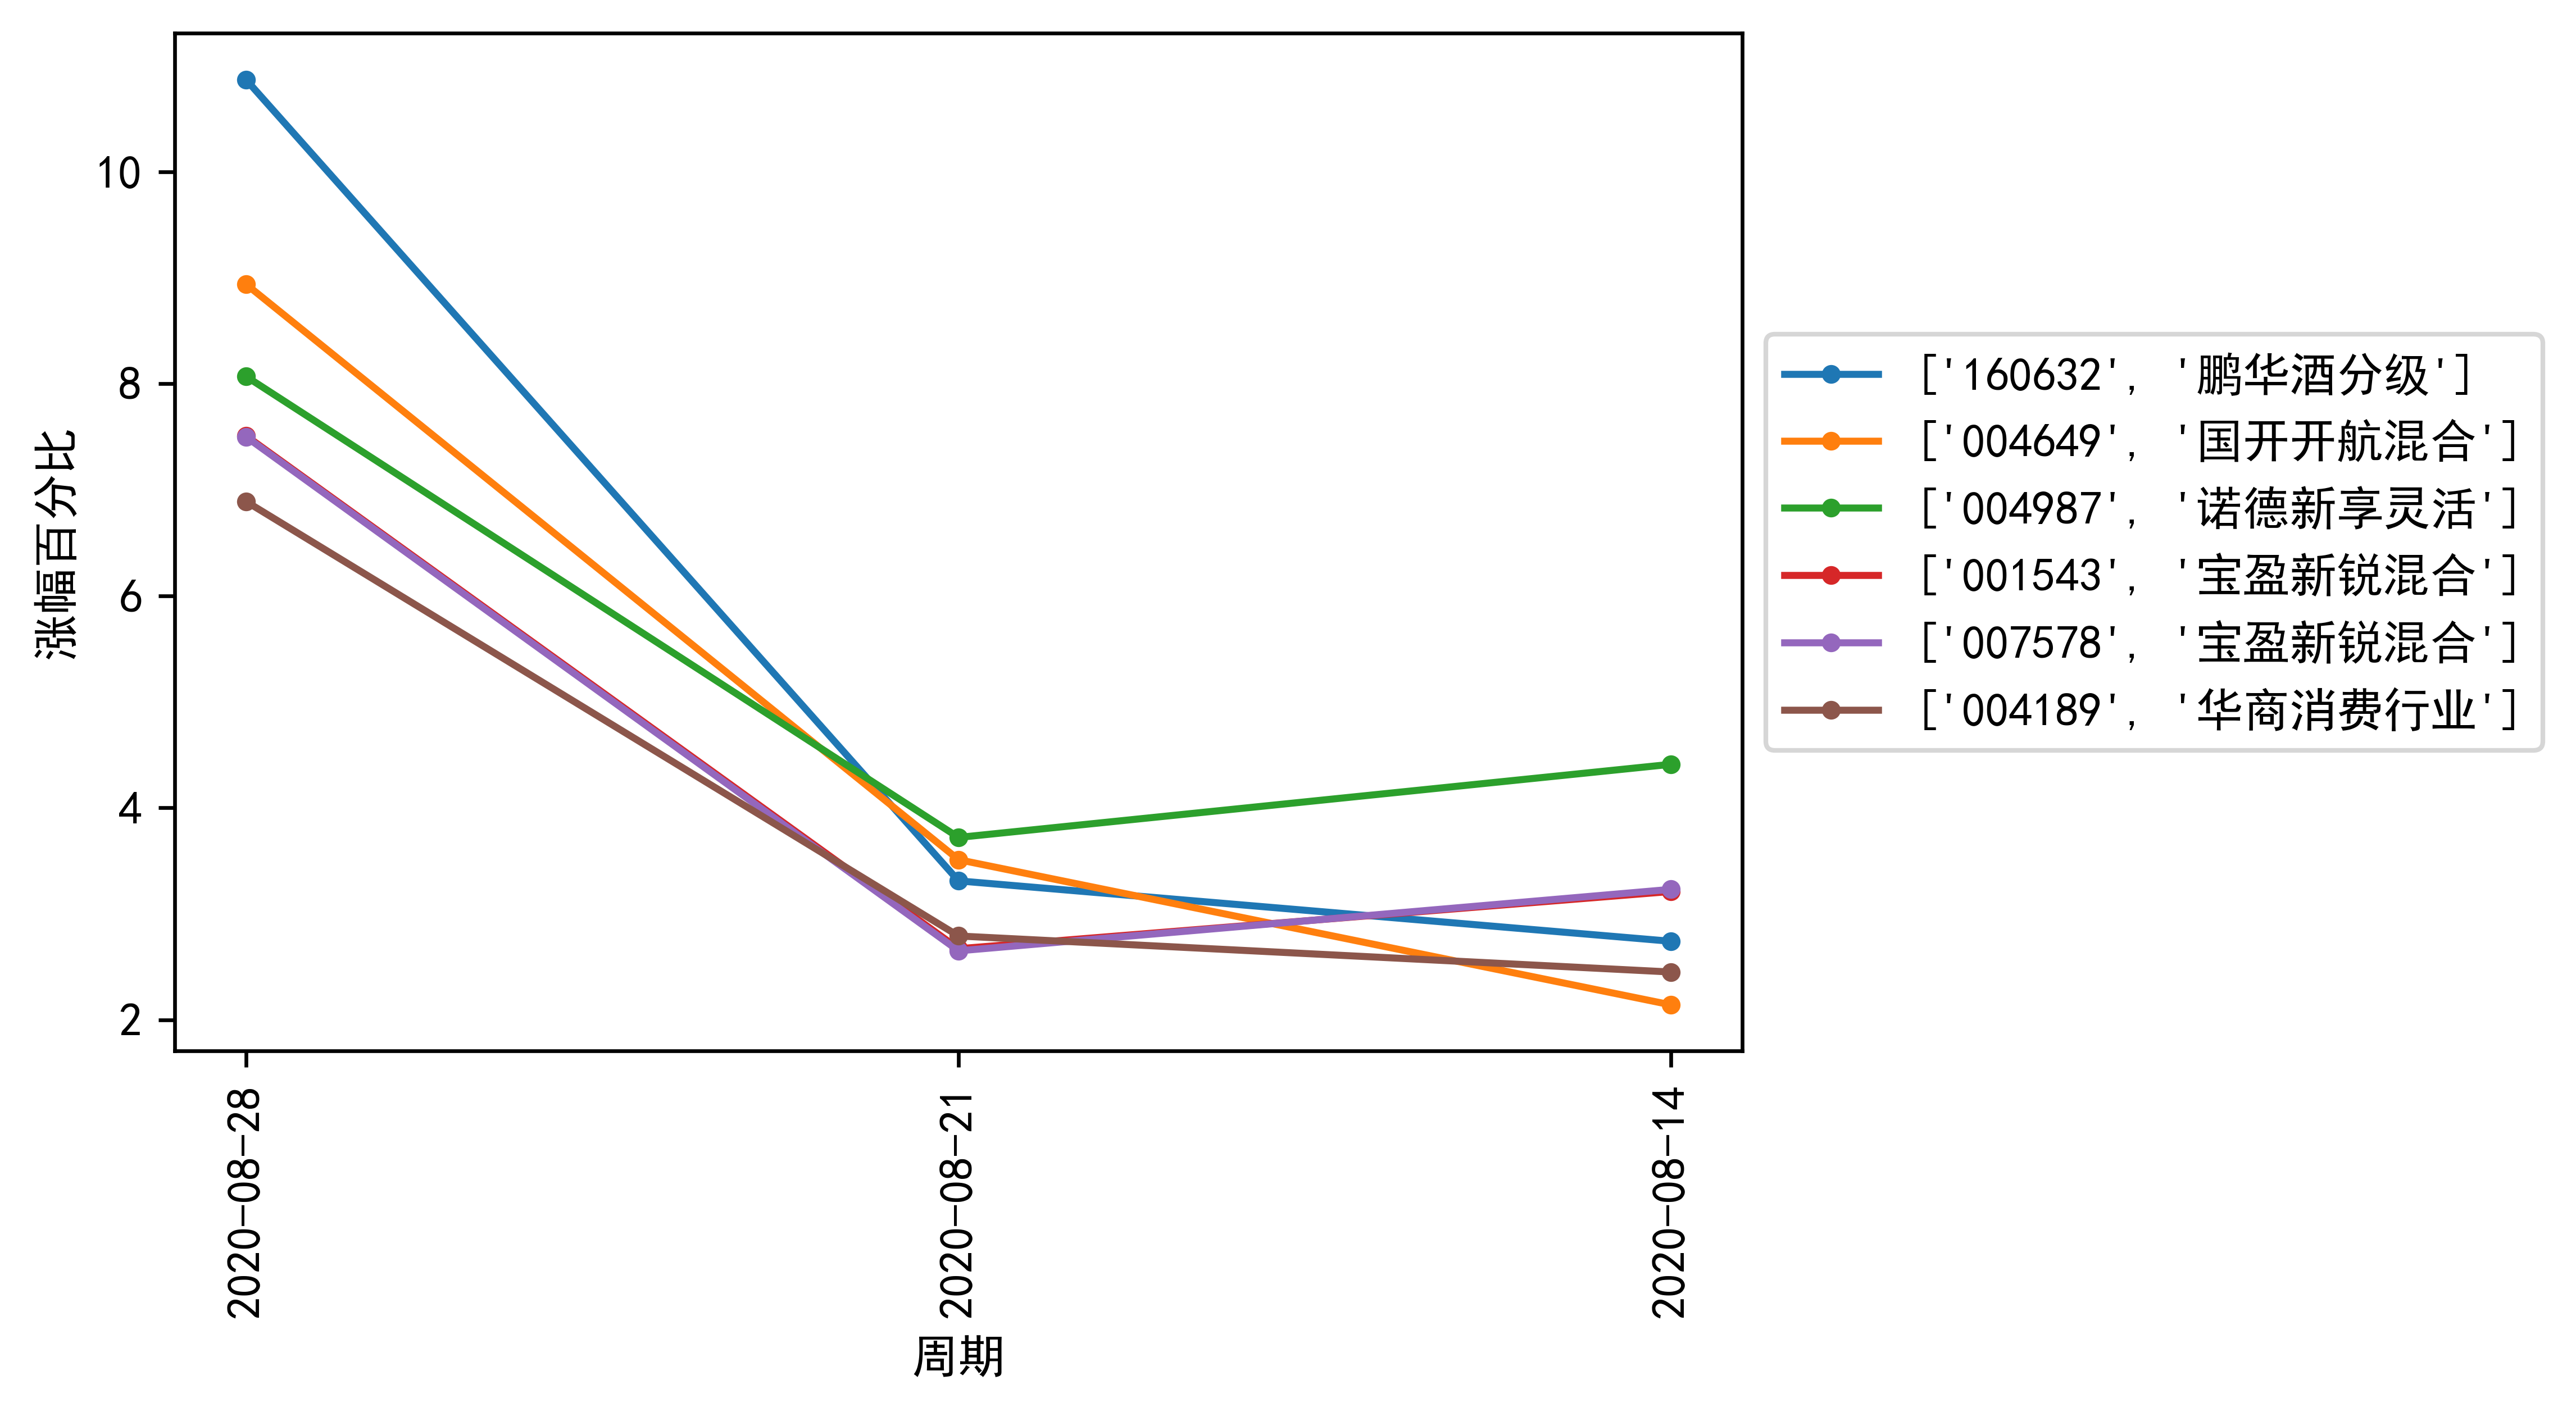 涨幅百分比
10
8
6
4
2
2020-08-28
2020-08-21
2020-08-14
周期
['160632', '鹏华酒分级']
['004649', '国开开航混合']
['004987', '诺德新享灵活']
['001543', '宝盈新锐混合']
['007578', '宝盈新锐混合']
['004189', '华商消费行业']